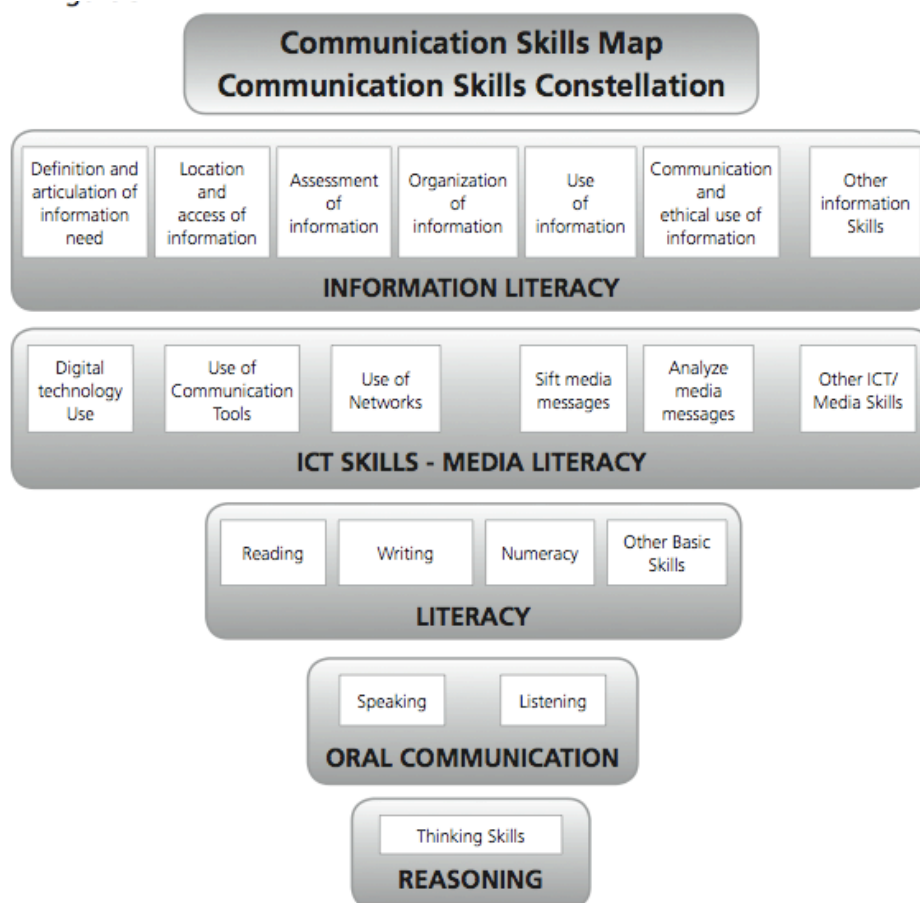 Communication Skills Map
Communication Skills Constellation
Definition and
articulation of
information
need
Location
and
access of
information
Assessment
of
information
Organization
of
information
Use
of
information
Communication
and
ethical use of
information
Other
information
Skills
INFORMATION LITERACY
Digital
technology
Use
Use of
Communication
Tools
Use of
Networks
Sift media
messages
Analyze
media
messages
Other ICT/
Media Skills
ICT SKILLS - MEDIA LITERACY
Reading
Writing
Numeracy
Other Basic
Skills
LITERACY
Speaking
Listening
ORAL COMMUNICATION
Thinking Skills
REASONING